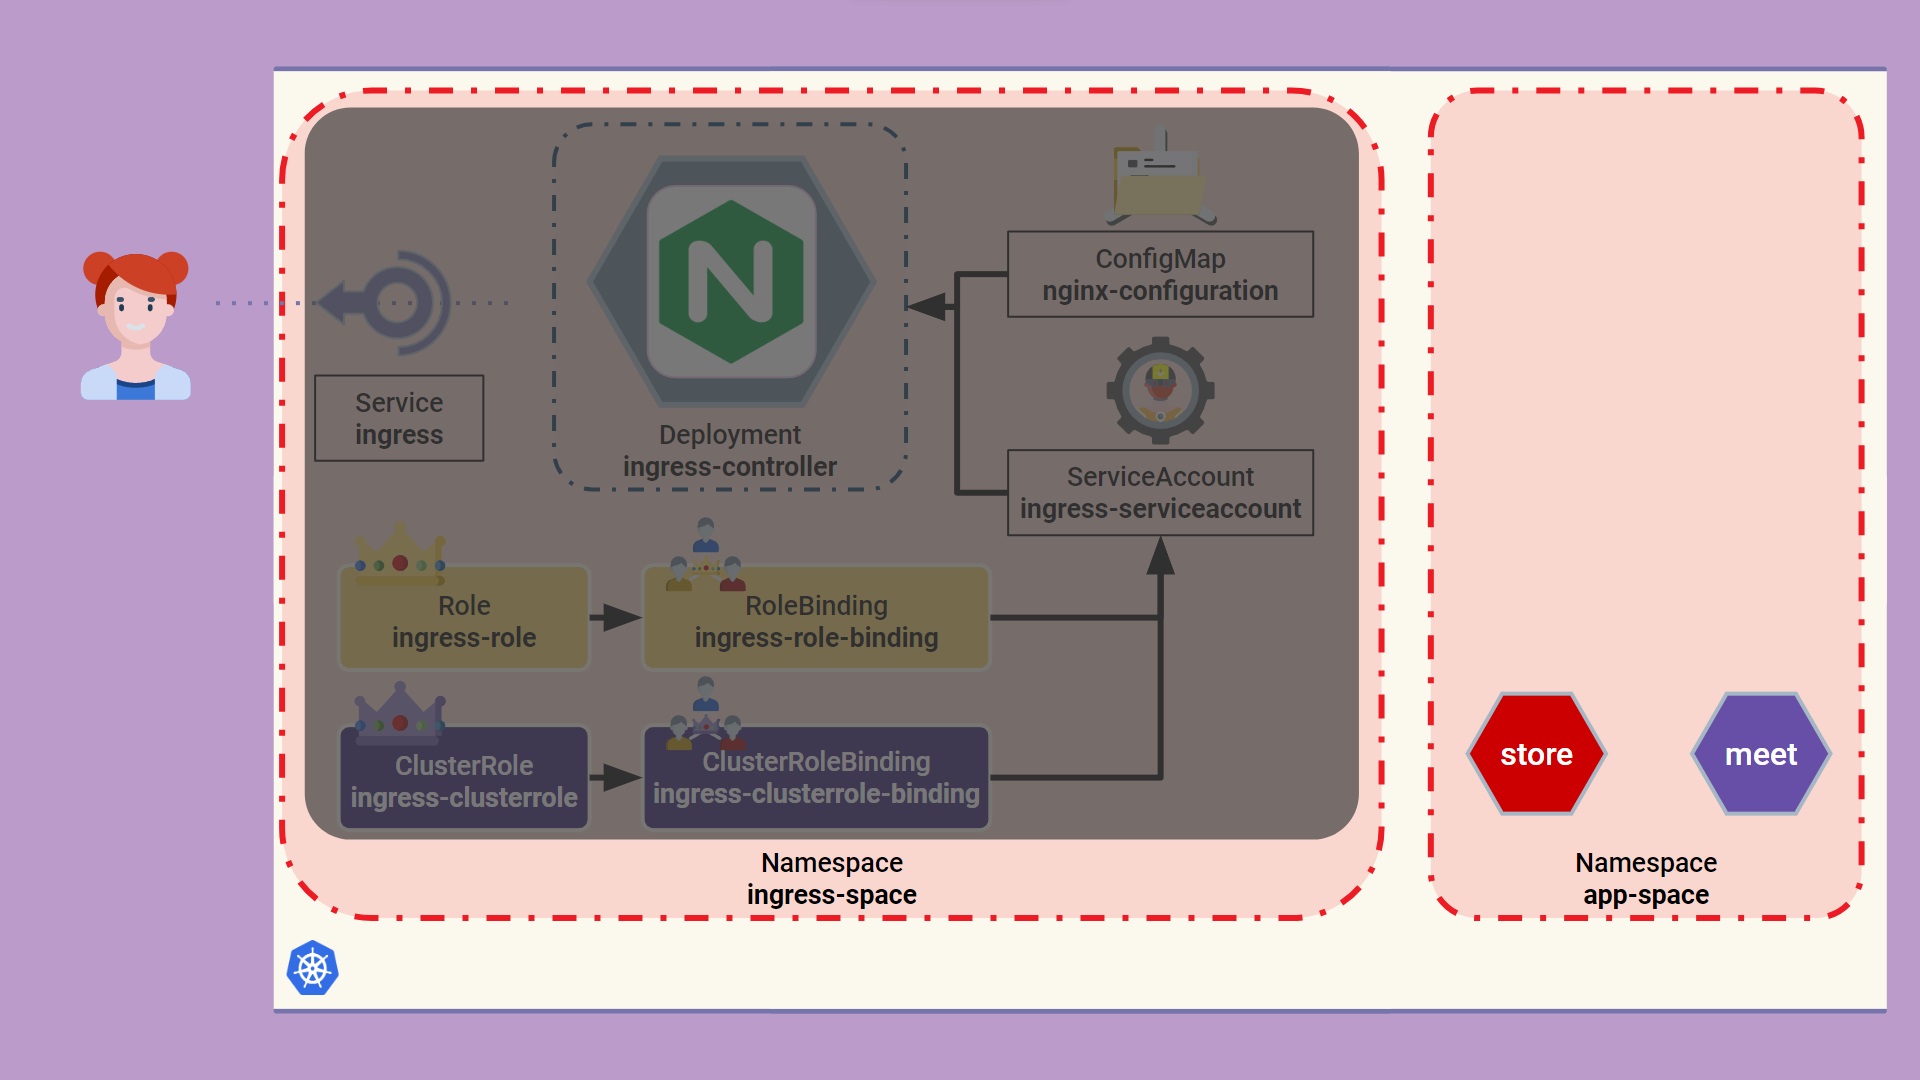 ConfigMap
nginx-configuration
Service
ingress
Deployment
ingress-controller
ServiceAccount
ingress-serviceaccount
Role
ingress-role
RoleBinding
ingress-role-binding
ClusterRole
ingress-clusterrole
ClusterRoleBinding
ingress-clusterrole-binding
Namespace
ingress-space
store
meet
Namespace
app-space